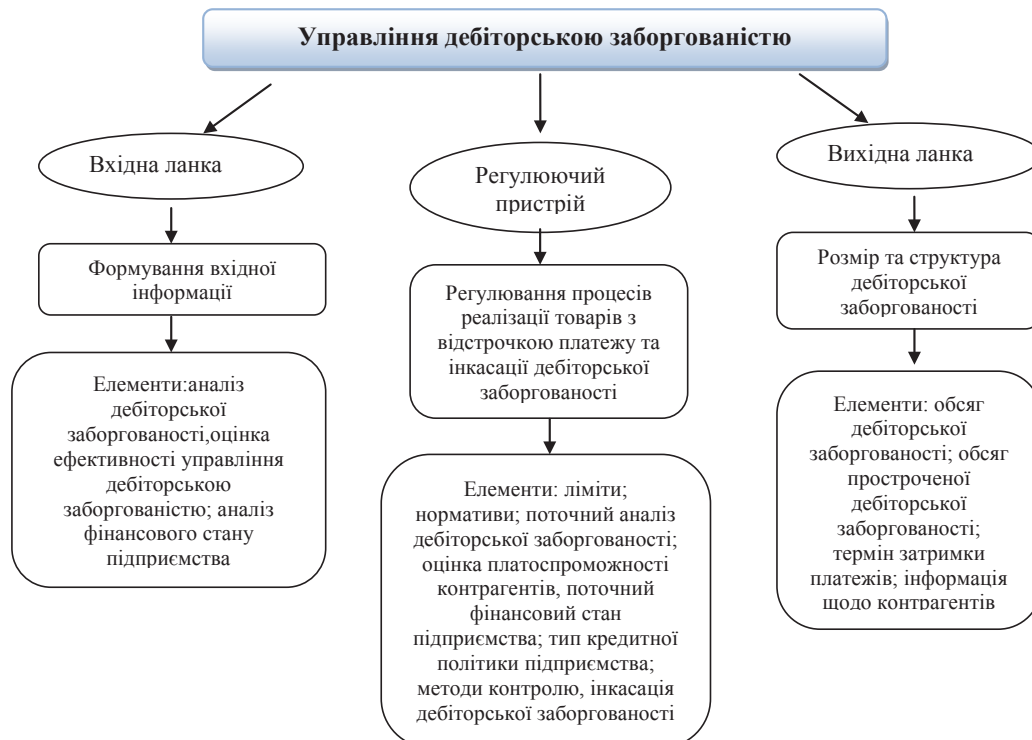 Управління дебіторською заборгованістю
Вхідна ланка
Формування вхідної
інформації
Елементи:аналіз
дебіторської
заборгованості,оцінка
ефективності управління
дебіторською
заборгованістю; аналіз
фінансового стану
підприємства
Регулюючий
пристрій
Регулювання процесів
реалізації товарів з
відстрочкою платежу та
інкасації дебіторської
заборгованості
Елементи: ліміти;
нормативи; поточний аналіз
дебіторської заборгованості;
оцінка платоспроможності
контрагентів, поточний
фінансовий стан
підприємства; тип кредитної
політики підприємства;
методи контролю, інкасація
дебіторської заборгованості
Вихідна ланка
Розмір та структура
дебіторської
заборгованості
Елементи: обсяг
дебіторської
заборгованості; обсяг
простроченої
дебіторської
заборгованості;
термін затримки
платежів; інформація
щодо контрагентів